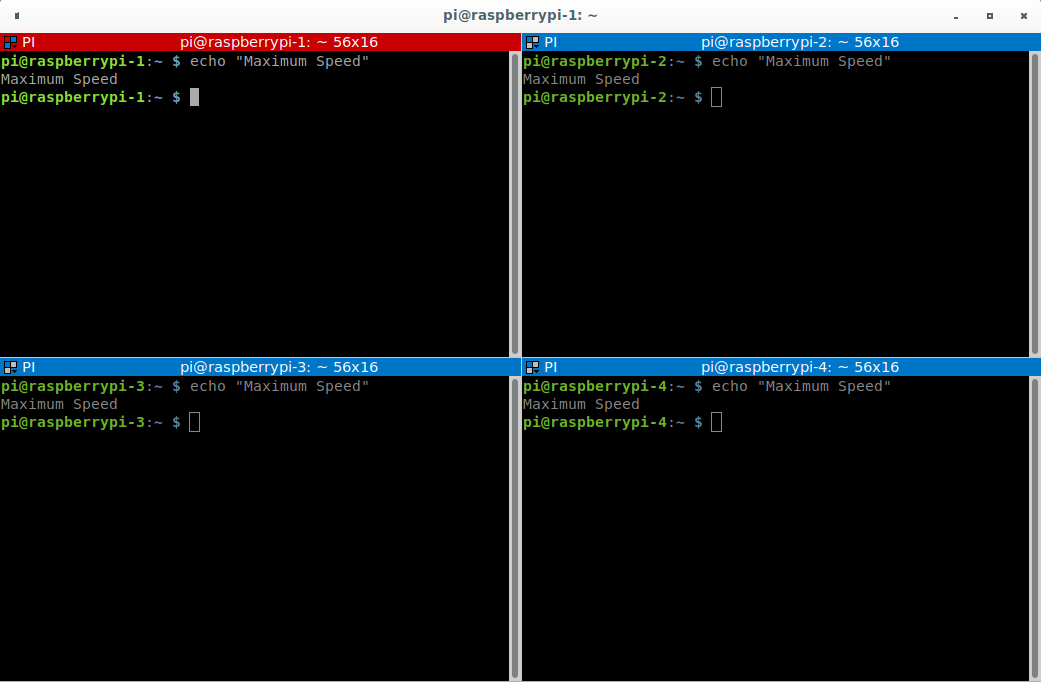 pi@raspberrypi-1: ~
PI pi@raspberrypi-1: ~ 56x16
pi@raspberrypi-1:~ $ echo "Maximum Speed"
Maximum Speed
pi@raspberrypi-1:~ $
PI pi@raspberrypi-2: ~ 56x16
pi@raspberrypi-2:~ $ echo "Maximum Speed"
Maximum Speed
pi@raspberrypi-2:~ $
PI pi@raspberrypi-3: ~ 56x16
pi@raspberrypi-3:~ $ echo "Maximum Speed"
Maximum Speed
pi@raspberrypi-3:~ $
PI pi@raspberrypi-4: ~ 56x16
pi@raspberrypi-4:~ $ echo "Maximum Speed"
Maximum Speed
pi@raspberrypi-4:~ $